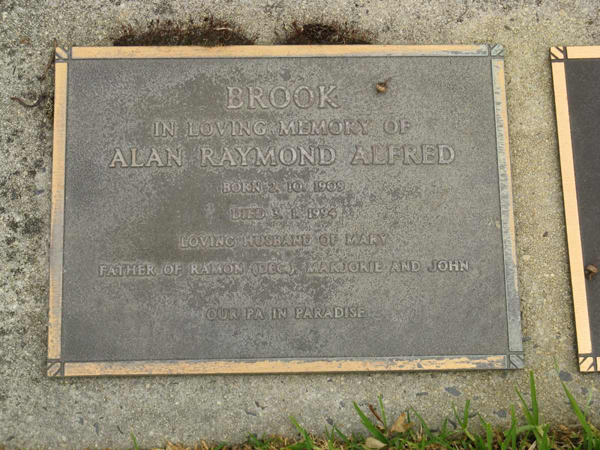 BROOK
IN LOVING MEMORY OF
ALAN RAYMOND ALFRED
BORN 2. 10. 1909
DIED 3. 1. 1994
LOVING HUSBAND OF MARY
FATHER OF RAMON (DEC), MARJORIE AND JOHN
OUR PA IN PARADISE